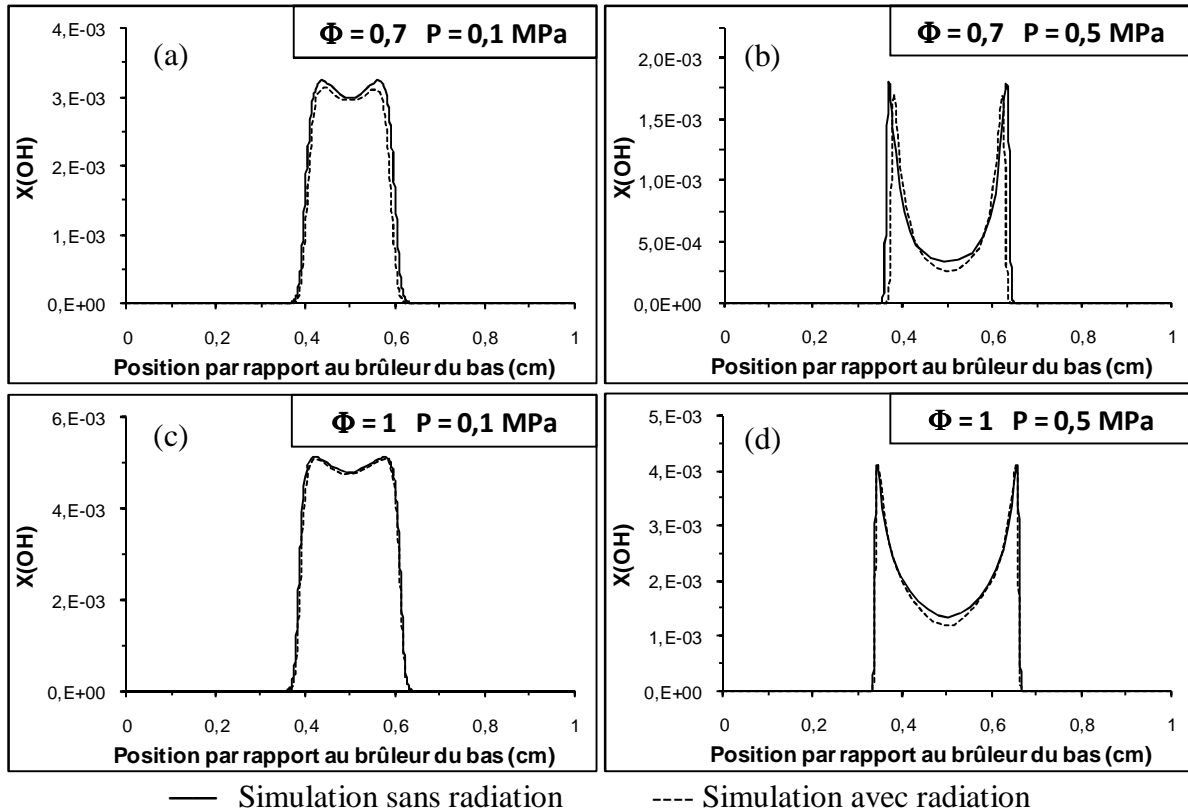 Φ = 0,7 P = 0,1 MPa
(a)
X(OH)
4,E-03
3,E-03
2,E-03
1,E-03
0,E+00
0 0,2 0,4 0,6 0,8 1
Position par rapport au brûleur du bas (cm)
Φ = 0,7 P = 0,5 MPa
(b)
X(OH)
2,0E-03
1,5E-03
1,0E-03
5,0E-04
0,0E+00
0 0,2 0,4 0,6 0,8 1
Position par rapport au brûleur du bas (cm)
Φ = 1 P = 0,1 MPa
(c)
X(OH)
6,E-03
4,E-03
2,E-03
0,E+00
0 0,2 0,4 0,6 0,8 1
Position par rapport au brûleur du bas (cm)
Φ = 1 P = 0,5 MPa
(d)
X(OH)
5,E-03
4,E-03
3,E-03
2,E-03
1,E-03
0,E+00
0 0,2 0,4 0,6 0,8 1
Position par rapport au brûleur du bas (cm)
Simulation sans radiation
Simulation avec radiation